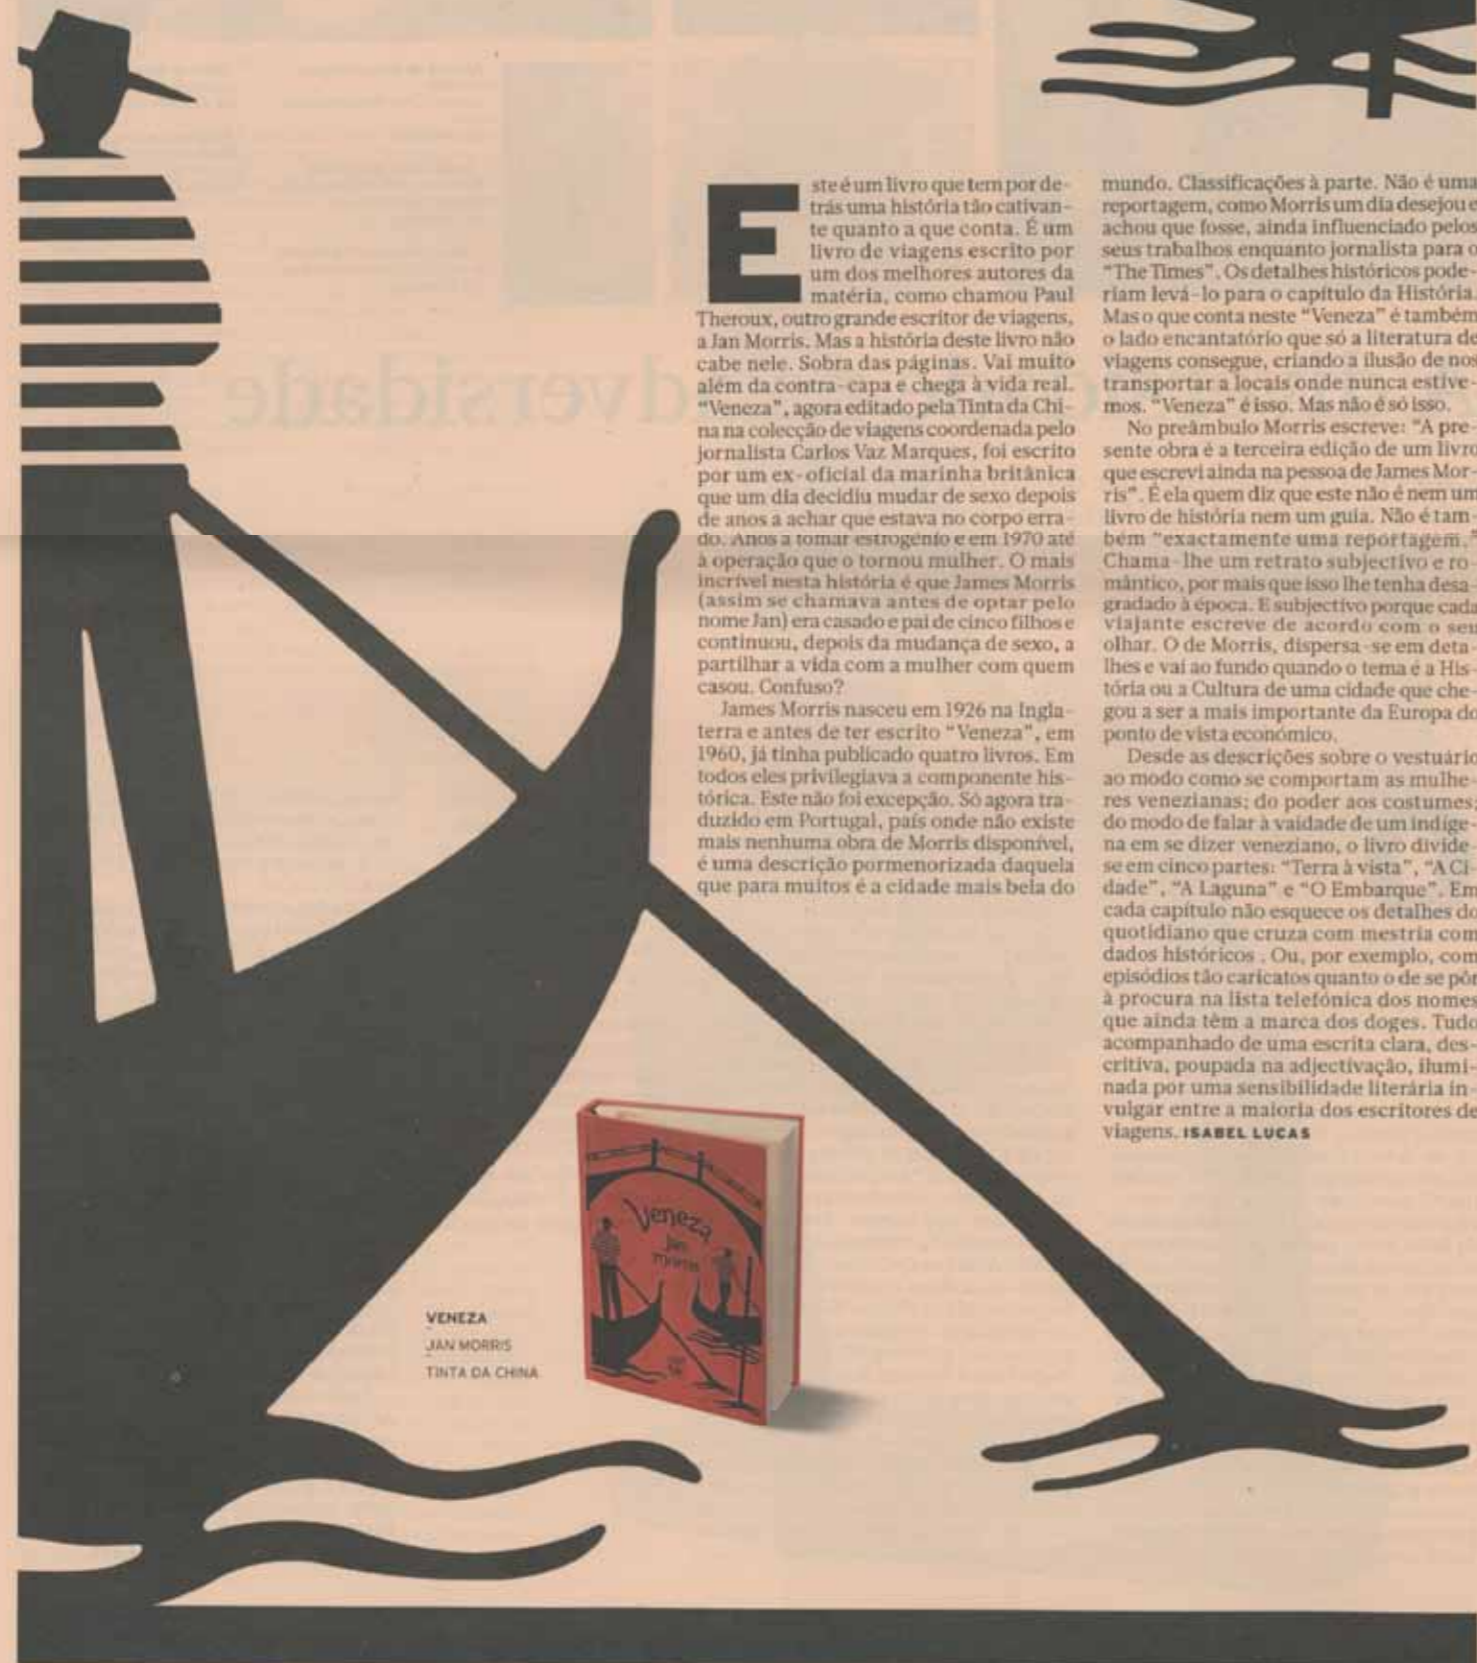 Este é um livro que tem por de-
trás uma história tão cativan-
te quanto a que conta. É um
livro de viagens escrito por
um dos melhores autores da
matéria, como chamou Paul
Theroux, outro grande escritor de viagens,
a Jan Morris. Mas a história deste livro não
cabe nele. Sobra das páginas. Vai muito
além da contra-capa e chega à vida real.
"Veneza", agora editado pela Tinta da Chi-
na na colecção de viagens coordenada pelo
jornalista Carlos Vaz Marques, foi escrito
por um ex-oficial da marinha britânica
que um dia decidiu mudar de sexo depois
de anos a achar que estava no corpo erra-
do. Anos a tomar estrogénio e em 1970 até
à operação que o tornou mulher. O mais
incrível nesta história é que James Morris
(assim se chamava antes de optar pelo
nome Jan) era casado e pai de cinco filhos e
continuou, depois da mudança de sexo, a
partilhar a vida com a mulher com quem
casou. Confuso?
James Morris nasceu em 1926 na Ingla-
terra e antes de ter escrito "Veneza", em
1960, já tinha publicado quatro livros. Em
todos eles privilegiava a componente his-
tórica. Este não foi excepção. Só agora tra-
duzido em Portugal, país onde não existe
mais nenhuma obra de Morris disponível,
é uma descrição pormenorizada daquela
que para muitos é a cidade mais bela do
mundo. Classificações à parte. Não é uma
reportagem, como Morris um dia desejou e
achou que fosse, ainda influenciado pelos
seus trabalhos enquanto jornalista para o
"The Times". Os detalhes históricos pode-
riam levá-lo para o capítulo da História.
Mas o que conta neste "Veneza" é também
o lado encantatório que só a literatura de
viagens consegue, criando a ilusão de nos
transportar a locais onde nunca estive-
mos. "Veneza" é isso. Mas não é só isso.
No preâmbulo Morris escreve: "A pre-
sente obra é a terceira edição de um livro
que escrevi ainda na pessoa de James Mor-
ris". É ela quem diz que este não é nem um
livro de história nem um guia. Não é tam-
bém "exactamente uma reportagem."
Chama-lhe um retrato subjectivo e ro-
mântico, por mais que isso lhe tenha desa-
gradado à época. E subjectivo porque cada
viajante escreve de acordo com o seu
olhar. O de Morris, dispersa-se em deta-
lhes e vai ao fundo quando o tema é a His-
tória ou a Cultura de uma cidade que che-
gou a ser a mais importante da Europa do
ponto de vista económico.
Desde as descrições sobre o vestuário
ao modo como se comportam as mulhe-
res venezianas; do poder aos costumes;
do modo de falar à vaidade de um indíge-
na em se dizer veneziano, o livro divide-
se em cinco partes: "Terra à vista", "A Ci-
dade", "A Laguna" e "O Embarque". Em
cada capítulo não esquece os detalhes do
quotidiano que cruza com mestria com
dados históricos . Ou, por exemplo, com
episódios tão caricatos quanto o de se pôr
à procura na lista telefónica dos nomes
que ainda têm a marca dos doges. Tudo
acompanhado de uma escrita clara, des-
critiva, poupada na adjectivação, ilumi-
nada por uma sensibilidade literária in-
vulgar entre a maioria dos escritores de
viagens. ISABEL LUCAS
Veneza
Jan
Morris
VENEZA
JAN MORRIS
TINTA DA CHINA